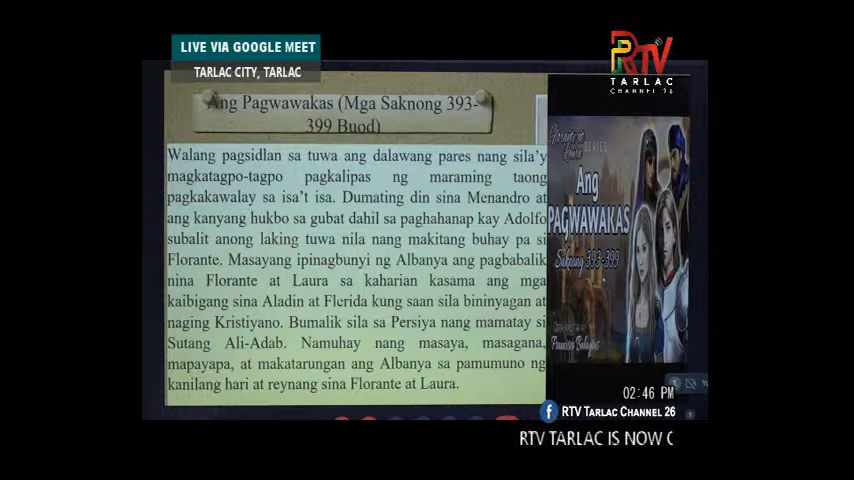 LIVE VIA GOOGLE MEET
TARLAC CITY, TARLAC
RTV
TARLAC
CHANNEL 26
Ang Pagwawakas (Mga Saknong 393-
399 Buod)
Walang pagsidlan sa tuwa ang dalawang pares nang sila'y
magkatagpo-tagpo pagkalipas ng maraming taong
pagkakawalay sa isa't isa. Dumating din sina Menandro at
ang kanyang hukbo sa gubat dahil sa paghahanap kay Adolfo
subalit anong laking tuwa nila nang makitang buhay pa si
Florante. Masayang ipinagbunyi ng Albanya ang pagbabalik
nina Florante at Laura sa kaharian kasama ang mga
kaibigang sina Aladin at Flerida kung saan sila bininyagan at
naging Kristiyano. Bumalik sila sa Persiya nang mamatay si
Sutang Ali-Adab. Namuhay nang masaya, masagana,
mapayapa, at makatarungan ang Albanya sa pamumuno ng
kanilang hari at reynang sina Florante at Laura.
Florante at
Laura SERIES
Ang
PAGWAWAKAS
Saknong 393-399
Francisco Balagtas
02:46 PM
RTV TARLAC CHANNEL 26
RTV TARLAC IS NOW